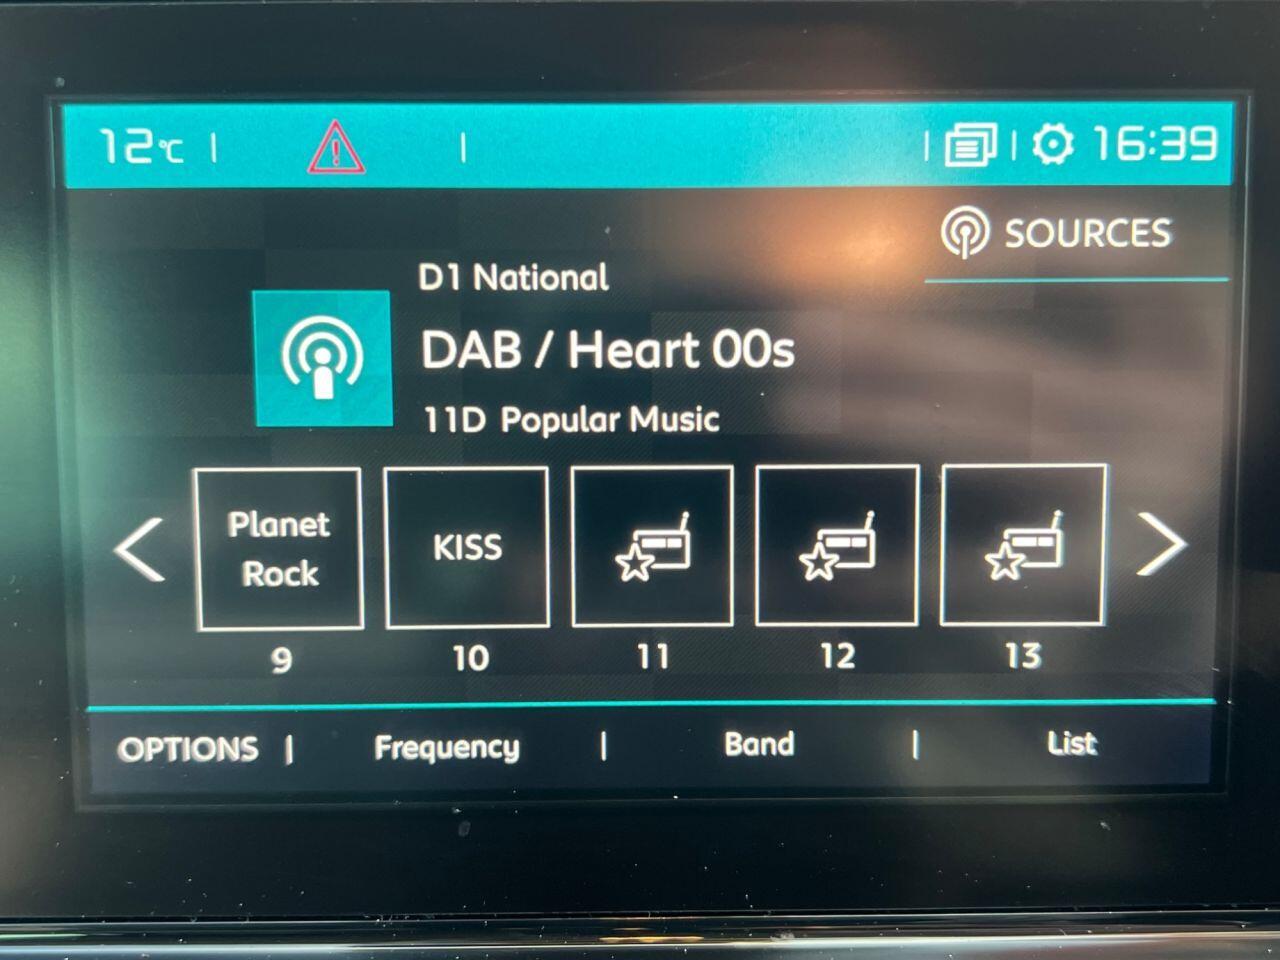 12°C | | | | 16:39
SOURCES
D1 National
DAB / Heart 00s
11D Popular Music
Planet
Rock
KISS
9 10 11 12 13
OPTIONS | Frequency | Band | List